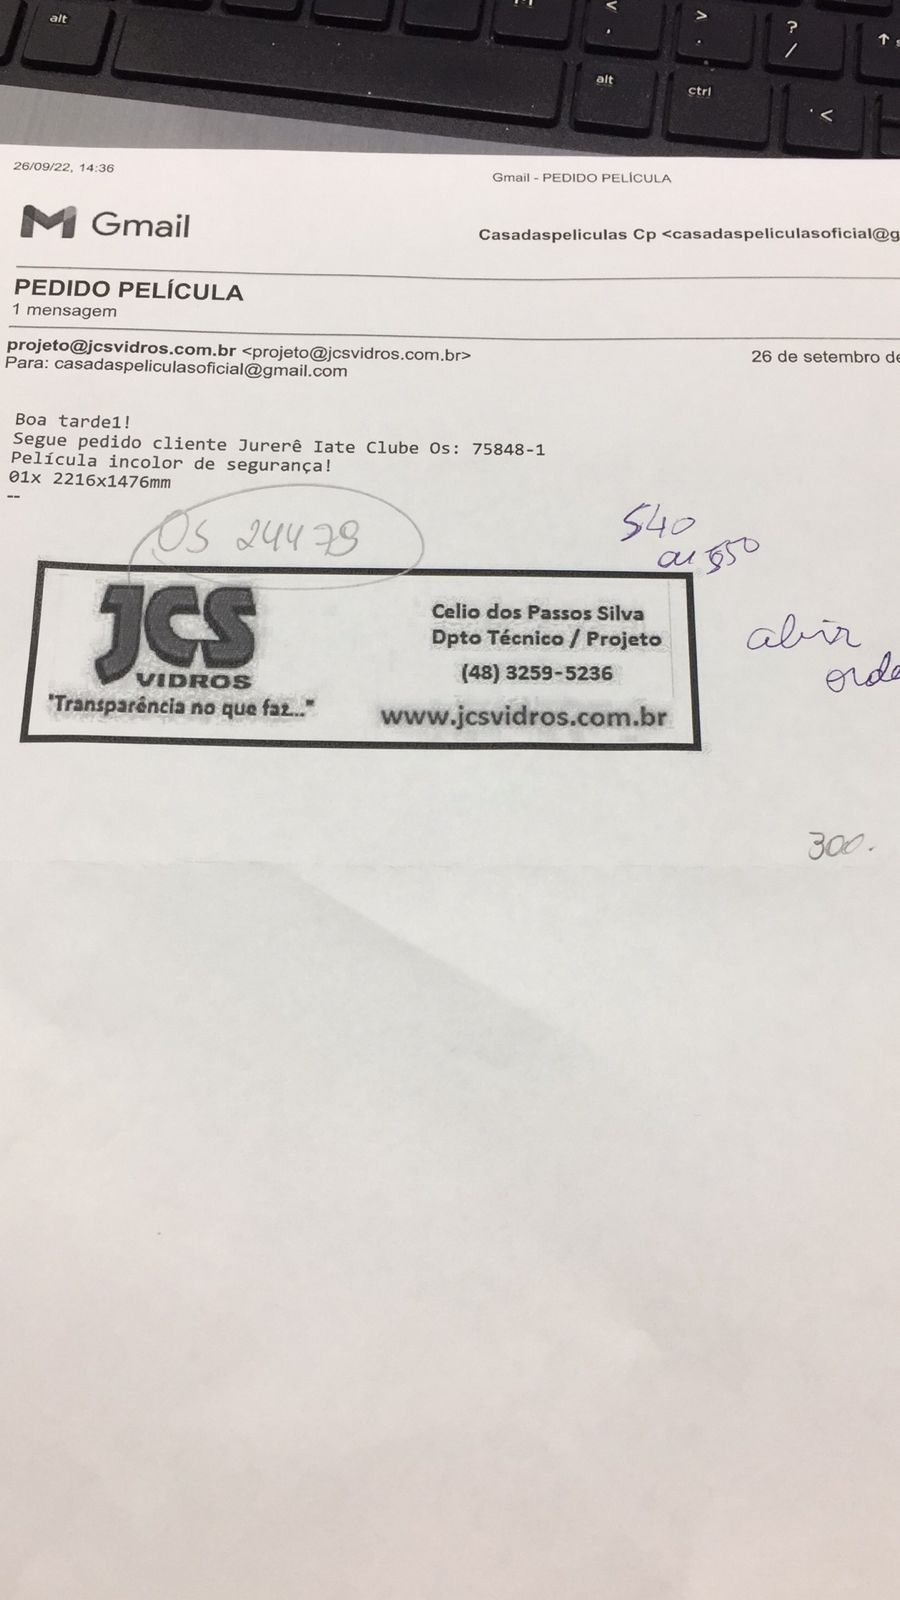 alt
<
,
>
.
?
/
alt
ctrl
<
26/09/22, 14:36
Gmail - PEDIDO PELÍCULA
M Gmail
Casadaspeliculas Cp <casadaspeliculasoficial@g
PEDIDO PELÍCULA
1 mensagem
projeto@jcsvidros.com.br <projeto@jcsvidros.com.br>
26 de setembro de
Para: casadaspeliculasoficial@gmail.com
Boa tarde1!
Segue pedido cliente Jurerê Iate Clube Os: 75848-1
Película incolor de segurança!
01x 2216x1476mm
--
OS 24479
540
ou 550
JCS
VIDROS
"Transparência no que faz..."
Celio dos Passos Silva
Dpto Técnico / Projeto
(48) 3259-5236
www.jcsvidros.com.br
abrir
orde
300.